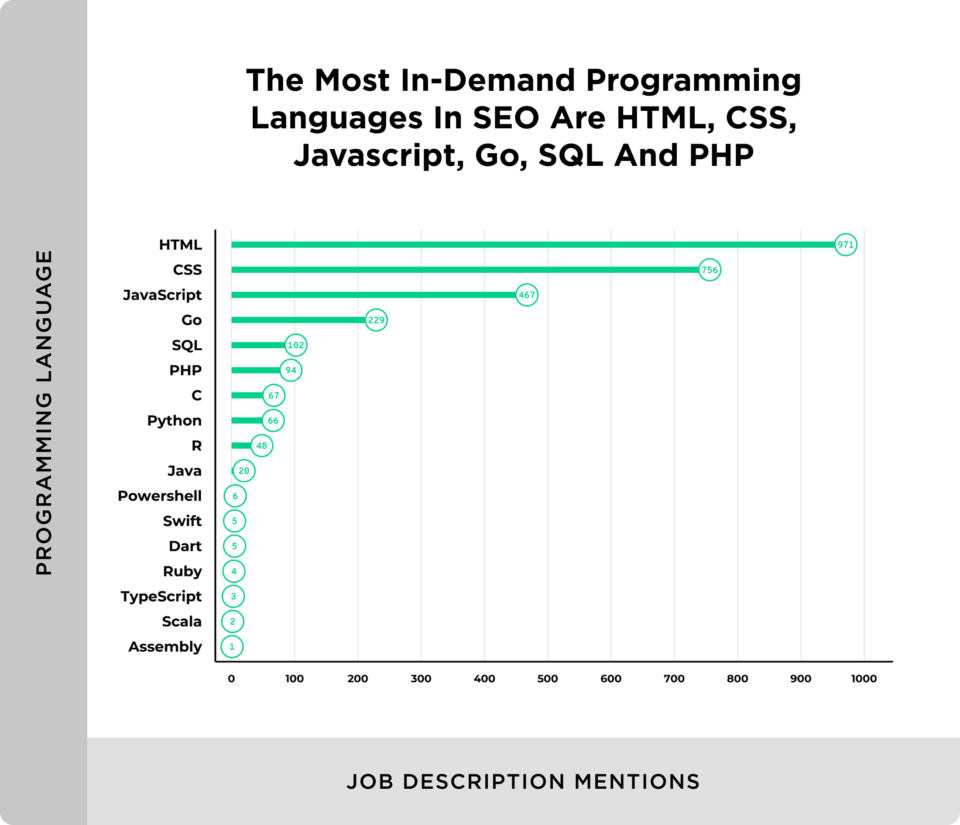 The Most In-Demand Programming
Languages In SEO Are HTML, CSS,
Javascript, Go, SQL And PHP
PROGRAMMING LANGUAGE
HTML 971
CSS 756
JavaScript 467
Go 229
SQL 102
PHP 94
C 67
Python 66
R 48
Java 20
Powershell 6
Swift 5
Dart 5
Ruby 4
TypeScript 3
Scala 2
Assembly 1
0 100 200 300 400 500 600 700 800 900 1000
JOB DESCRIPTION MENTIONS